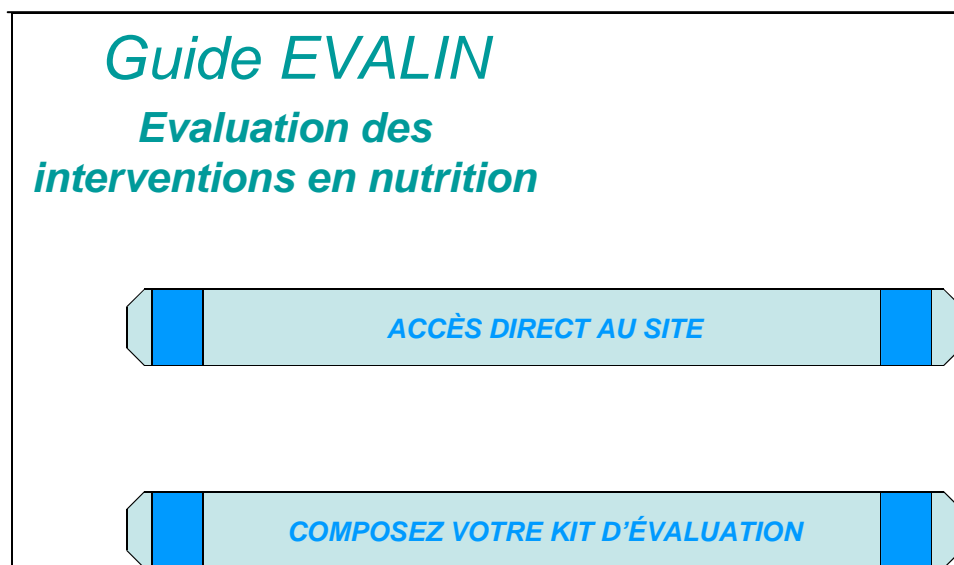 Guide EVALIN
Evaluation des
interventions en nutrition
ACCÈS DIRECT AU SITE
COMPOSEZ VOTRE KIT D'ÉVALUATION